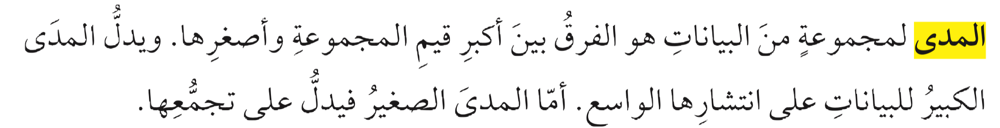 المدى لمجموعةٍ منَ البياناتِ هو الفرقُ بينَ أكبرِ قيمِ المجموعةِ وأصغرِها. ويدلُّ المدَى
الكبيرُ للبياناتِ على انتشارِها الواسع. أمّا المدىَ الصغيرُ فيدلُّ على تجمُّعِها.